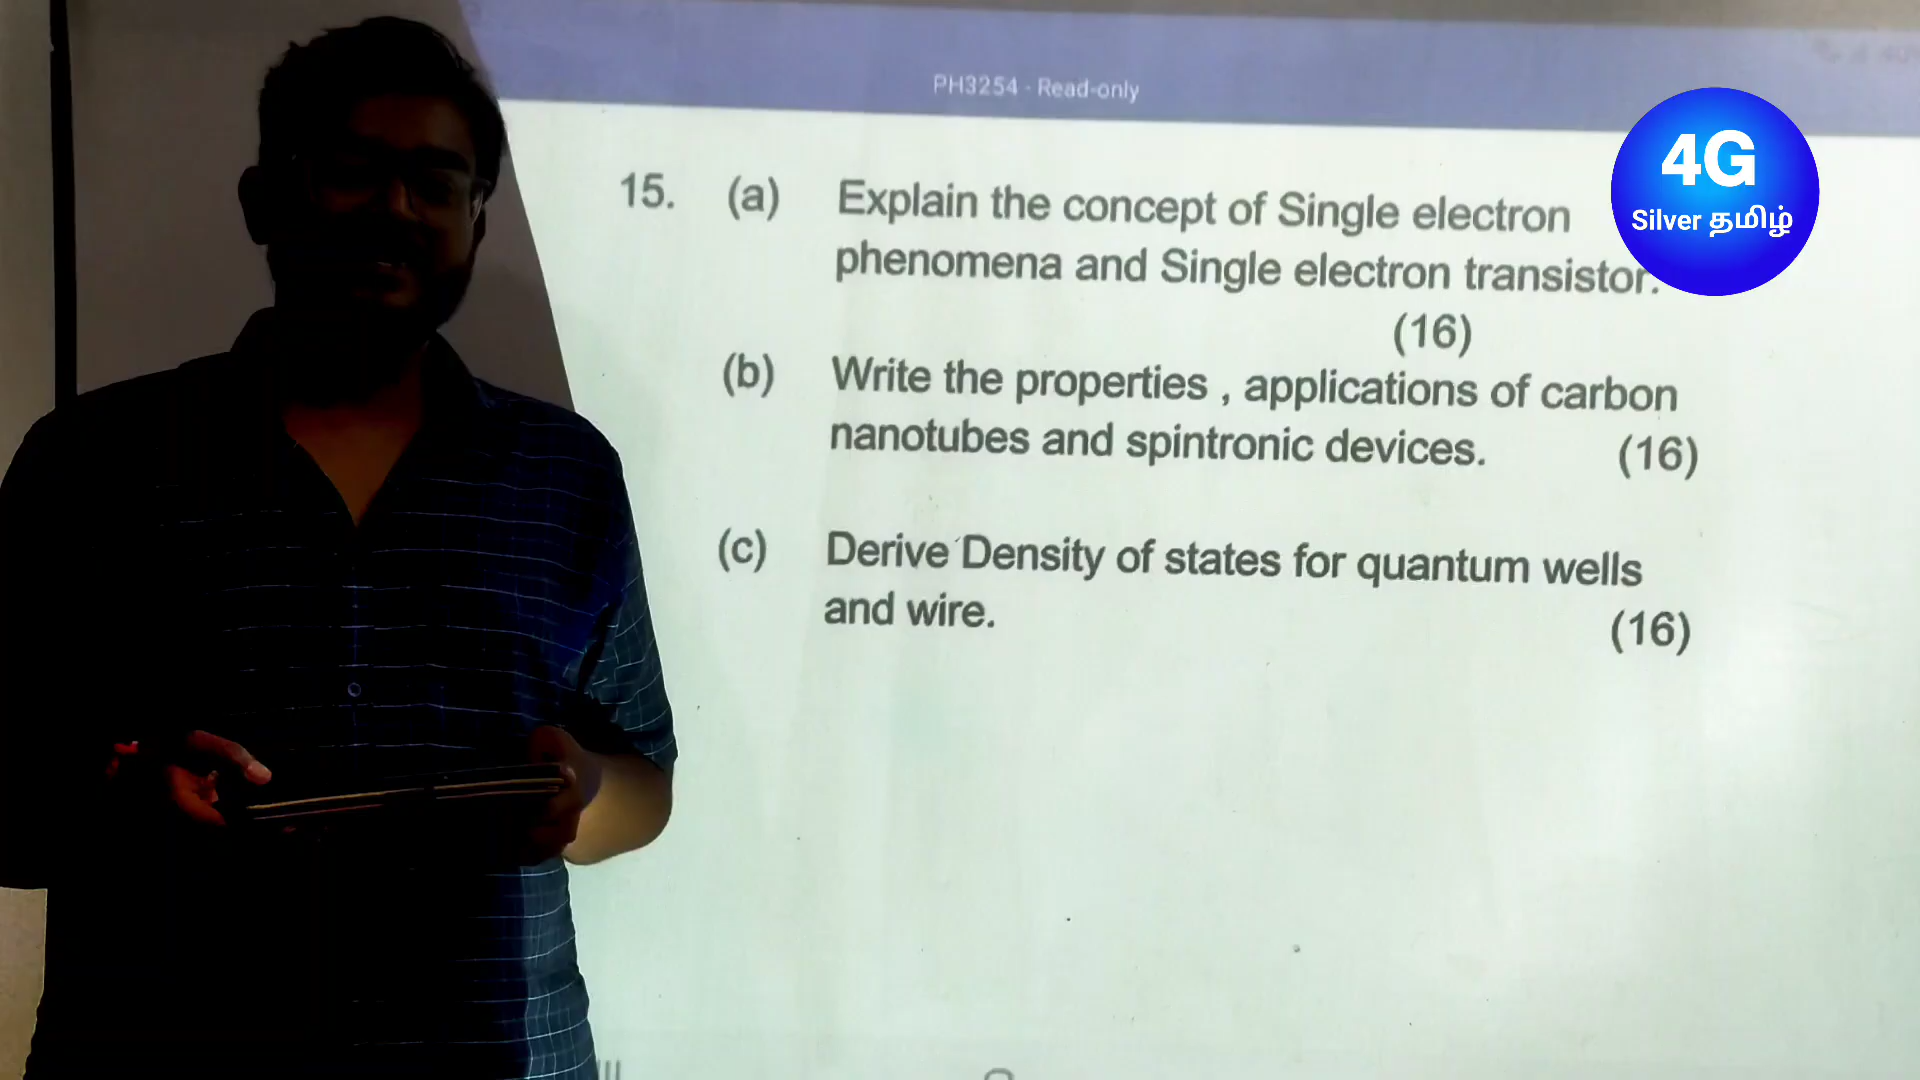 PH3254 - Read-only
4G
Silver தமிழ்
15. (a) Explain the concept of Single electron
phenomena and Single electron transistor.
(16)
(b) Write the properties , applications of carbon
nanotubes and spintronic devices. (16)
(c) Derive Density of states for quantum wells
and wire.
(16)